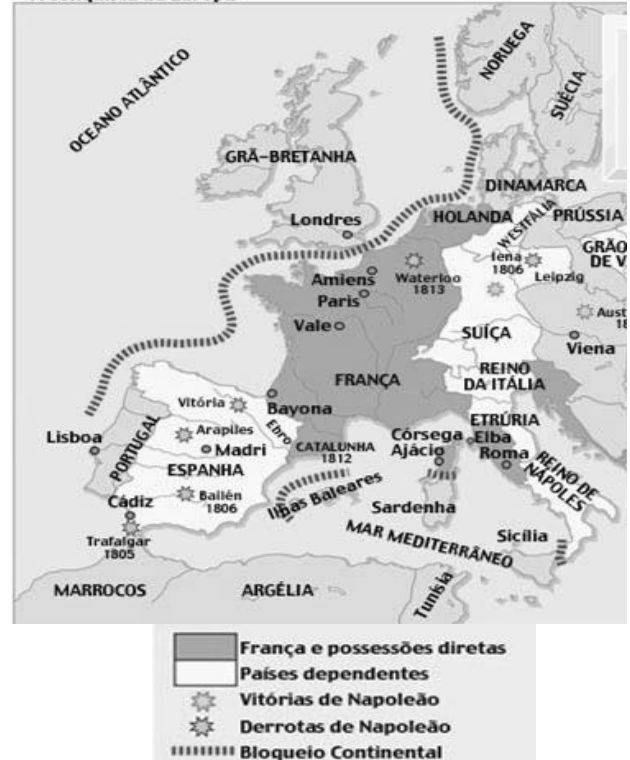 OCEANO ATLÂNTICO
NORUEGA
SUÉCIA
GRÃ-BRETANHA
DINAMARCA
Londres
HOLANDA
WESTFÁLIA
PRÚSSIA
GRÃO
DE V
Iena
1806
Leipzig
Amiens
Waterloo
1813
Paris
Vale
Aust
18
Viena
SUÍÇA
FRANÇA
REINO
DA ITÁLIA
Bayona
Vitória
Ebro
ETRÚRIA
Lisboa
PORTUGAL
Arapiles
Madri
CATALUNHA
1812
Córsega
Ajácio
Elba
Roma
ESPANHA
REINO DE
NÁPOLES
Cádiz
Bailén
1806
Ilhas Baleares
Sardenha
Trafalgar
1805
MAR MEDITERRÂNEO
Sicília
MARROCOS
ARGÉLIA
Tunísia
França e possessões diretas
Países dependentes
Vitórias de Napoleão
Derrotas de Napoleão
Bloqueio Continental